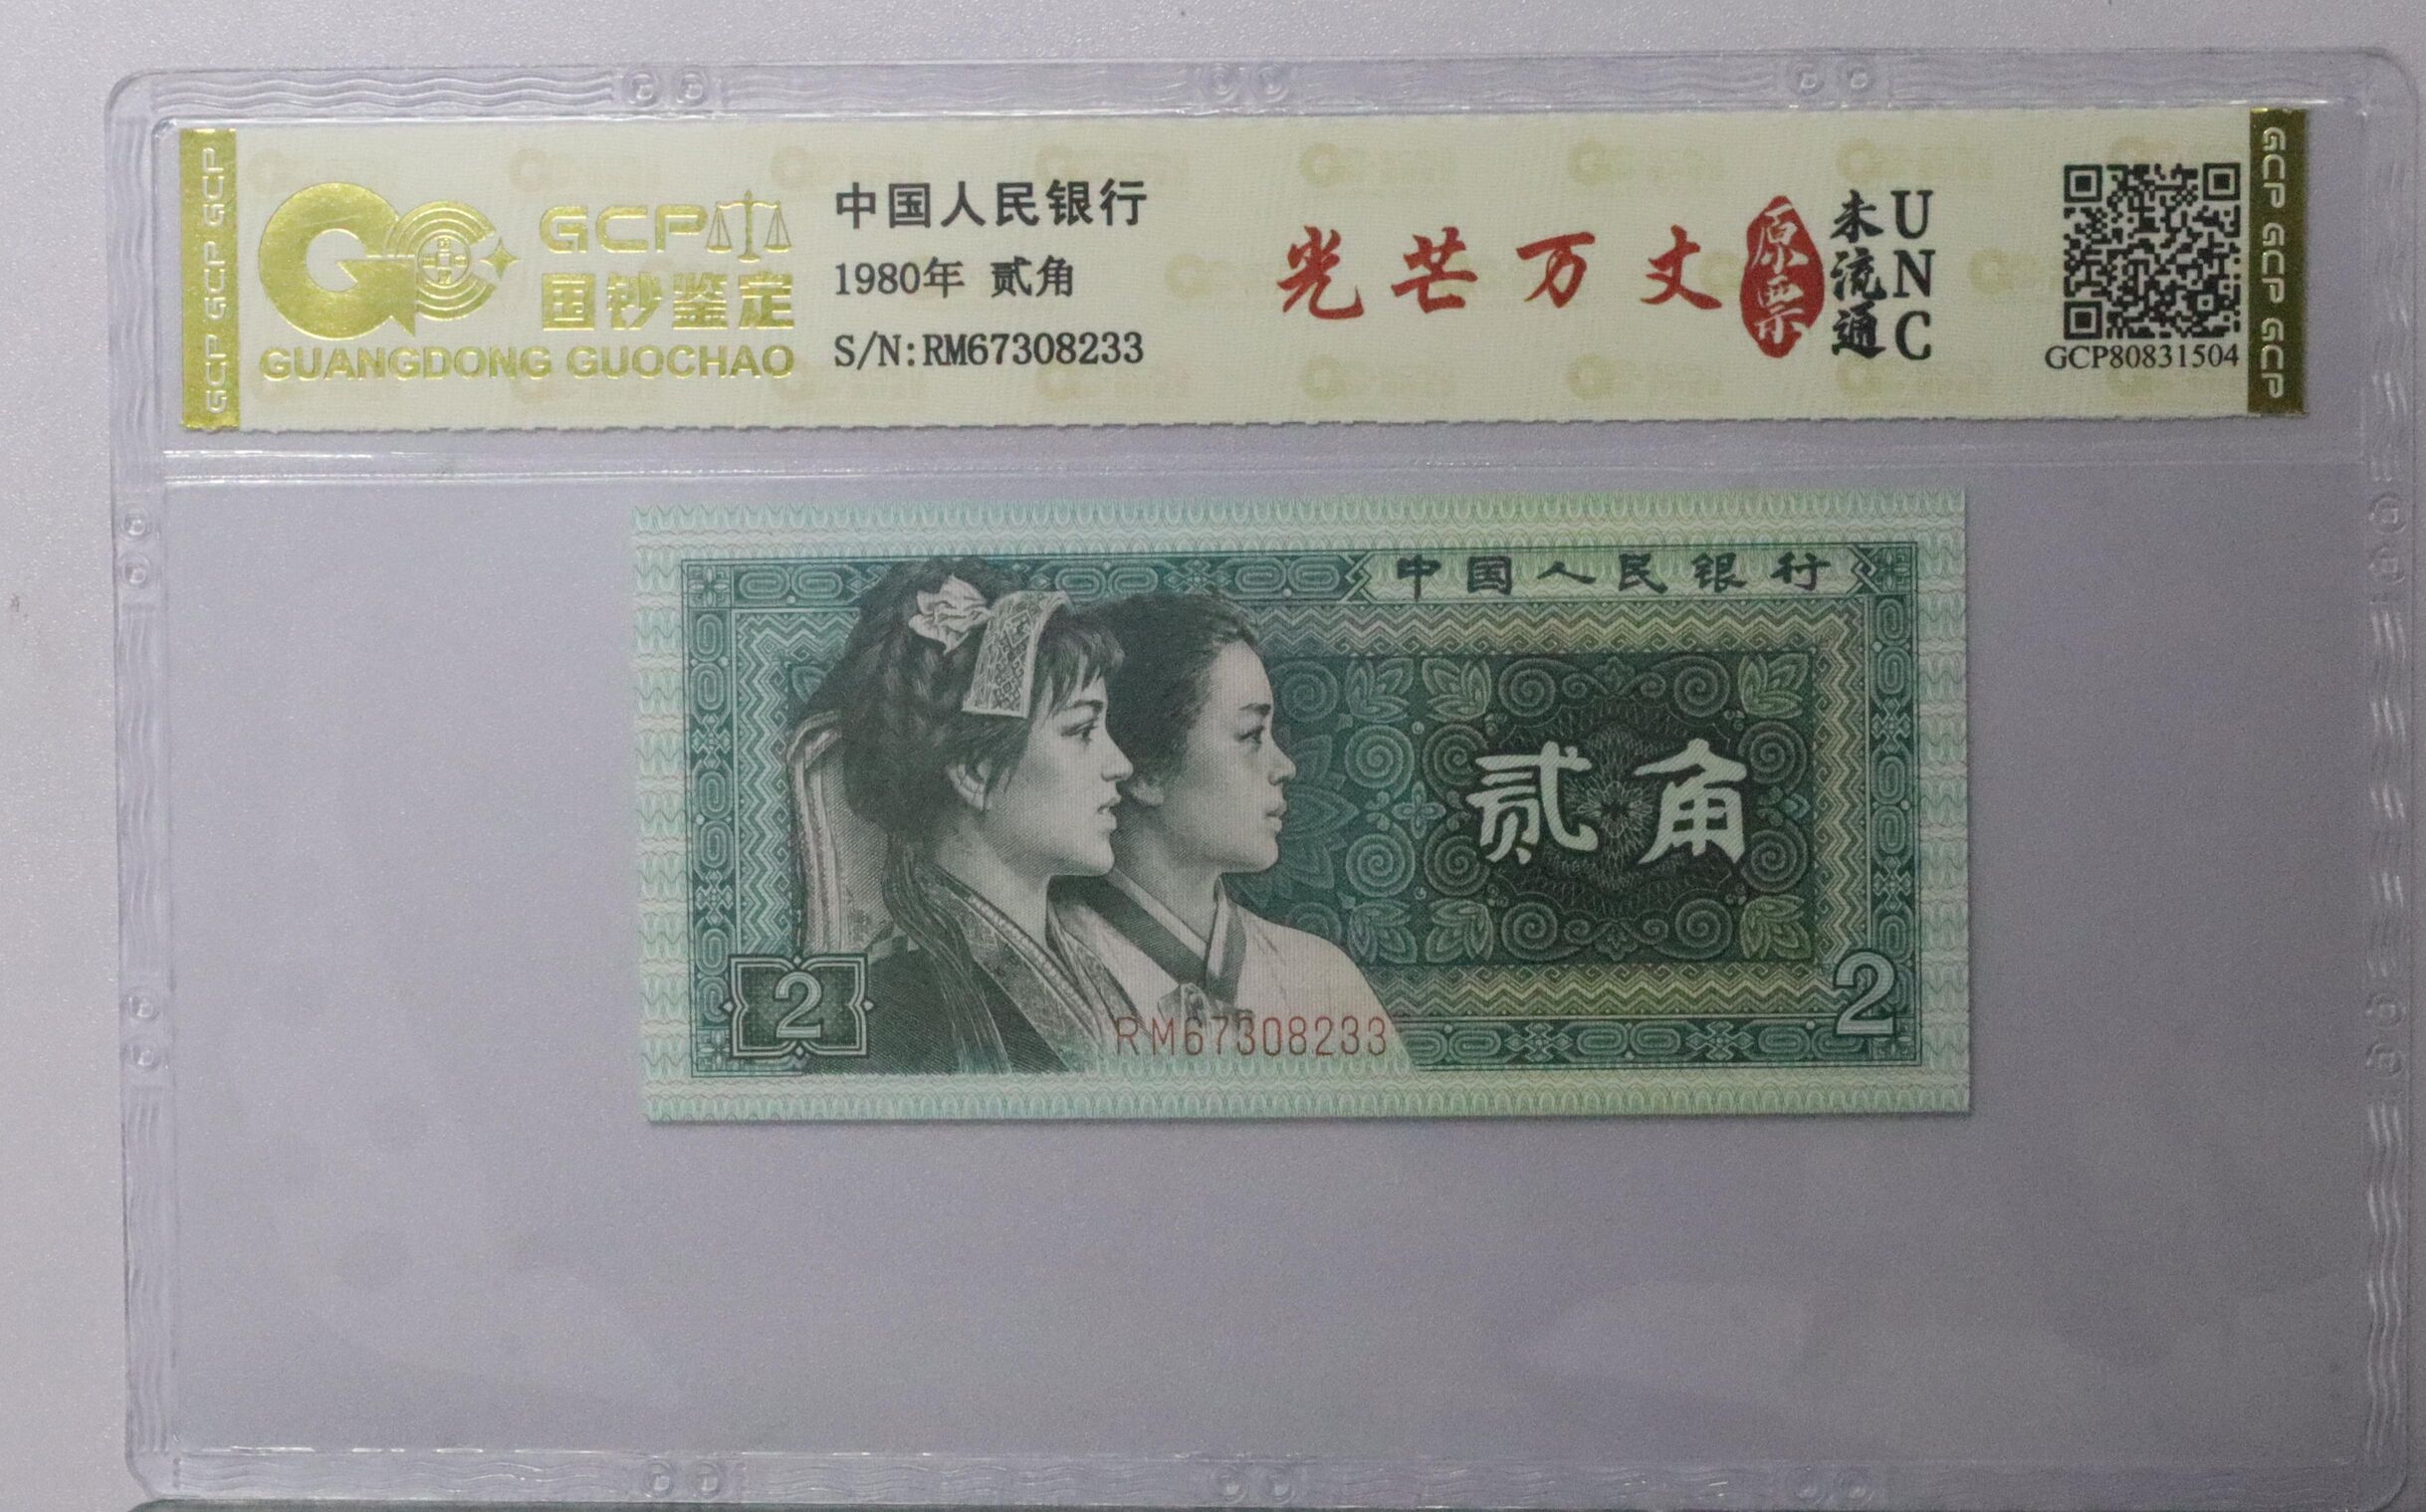 GCP GCP GCP
GCP
国钞鉴定
GUANGDONG GUOCHAO
中国人民银行
1980年 贰角
S/N:RM67308233
光芒万丈
原票
未流通
UNC
GCP80831504
GCP GCP GCP
中国人民银行
贰角
2
2
RM67308233